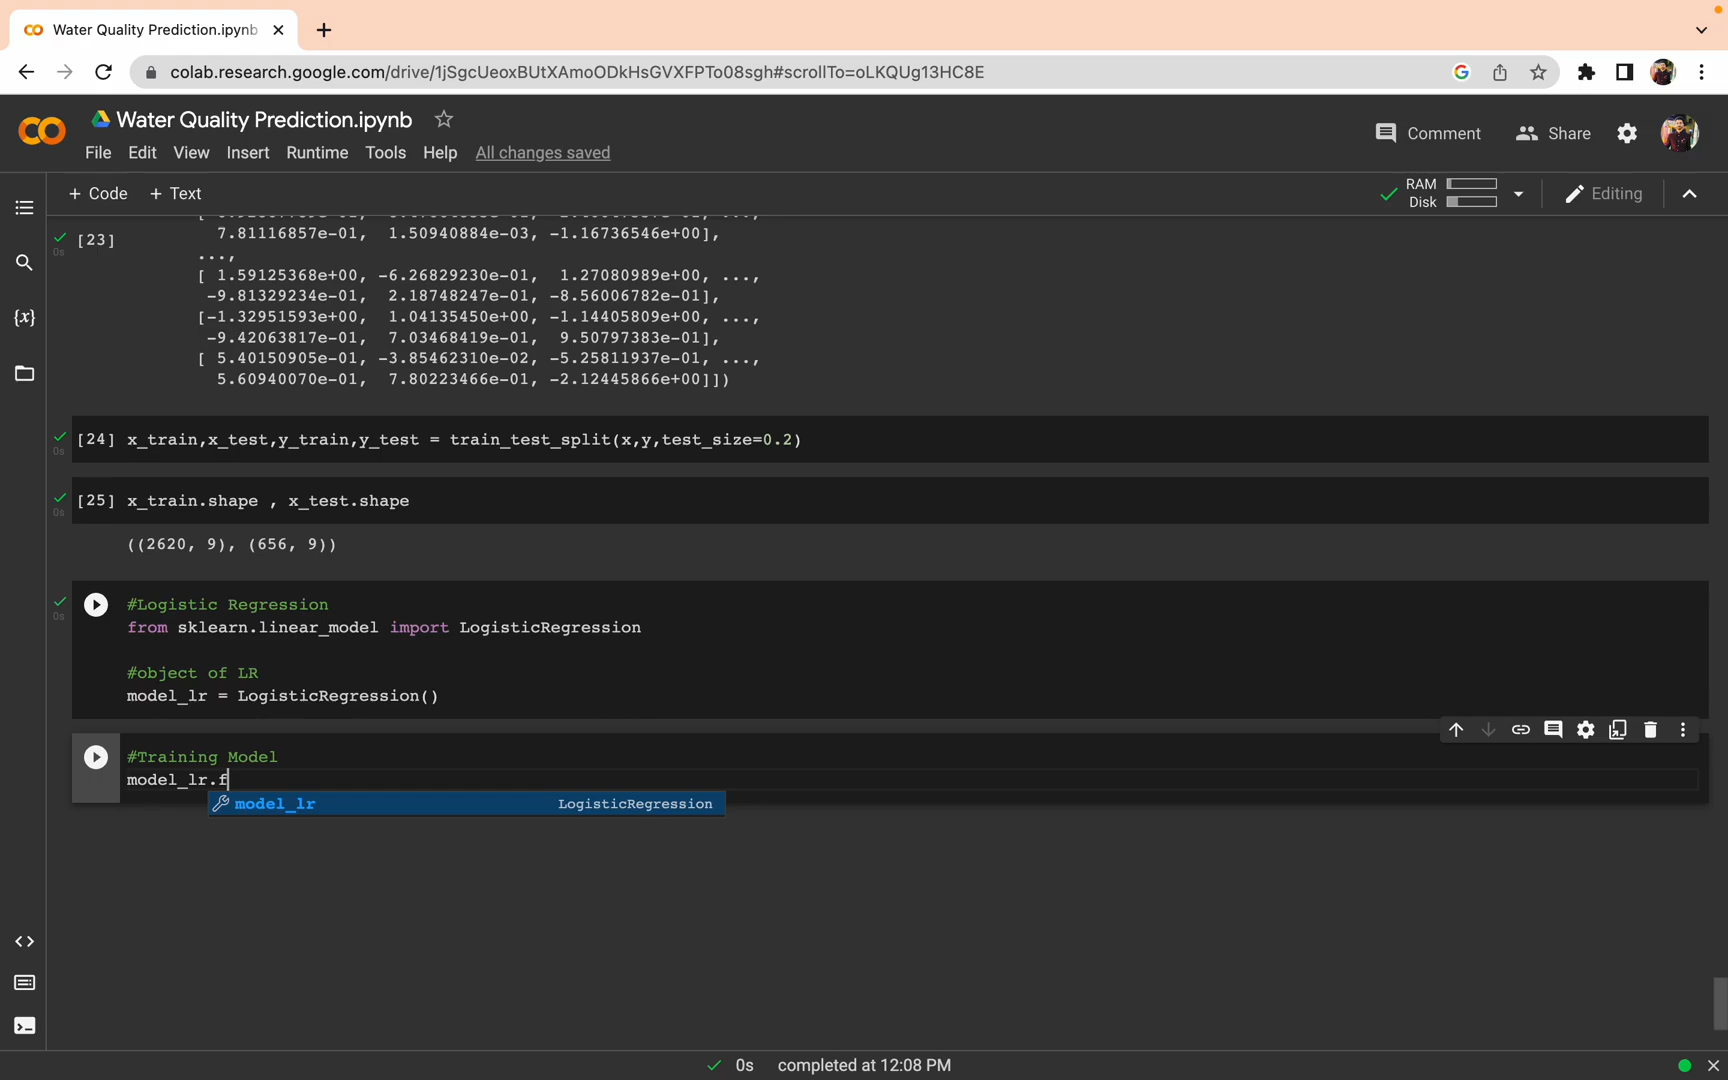 Water Quality Prediction.ipynb
colab.research.google.com/drive/1jSgcUeoxBUtXAmoODkHsGVXFPTo08sgh#scrollTo=oLKQUg13HC8E
Water Quality Prediction.ipynb
Comment
Share
File Edit View Insert Runtime Tools Help All changes saved
+ Code + Text
RAM
Disk
Editing
[23]
0s
7.81116857e-01, 1.50940884e-03, -1.16736546e+00],
...,
[ 1.59125368e+00, -6.26829230e-01, 1.27080989e+00, ...,
-9.81329234e-01, 2.18748247e-01, -8.56006782e-01],
[-1.32951593e+00, 1.04135450e+00, -1.14405809e+00, ...,
-9.42063817e-01, 7.03468419e-01, 9.50797383e-01],
[ 5.40150905e-01, -3.85462310e-02, -5.25811937e-01, ...,
5.60940070e-01, 7.80223466e-01, -2.12445866e+00]])
[24] x_train,x_test,y_train,y_test = train_test_split(x,y,test_size=0.2)
0s
[25] x_train.shape , x_test.shape
0s
((2620, 9), (656, 9))
#Logistic Regression
0s
from sklearn.linear_model import LogisticRegression
#object of LR
model_lr = LogisticRegression()
#Training Model
model_lr.f
model_lr LogisticRegression
{x}
0s completed at 12:08 PM